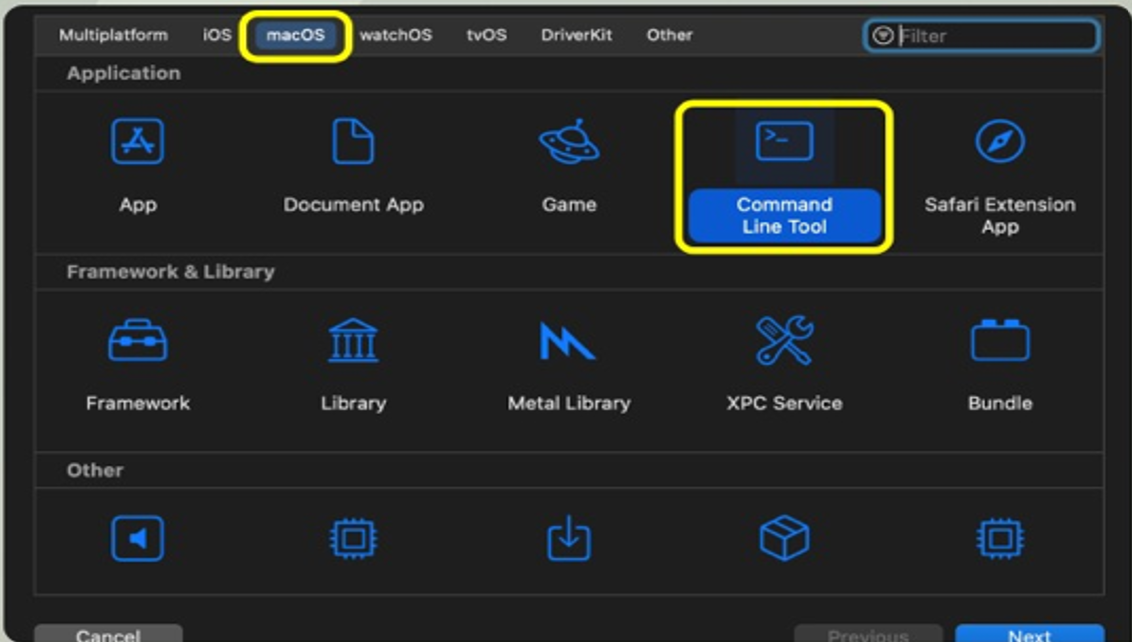 Multiplatform iOS macOS watchOS tvOS DriverKit Other Filter
Application
App Document App Game Command Line Tool Safari Extension App
Framework & Library
Framework Library Metal Library XPC Service Bundle
Other
Cancel Previous Next